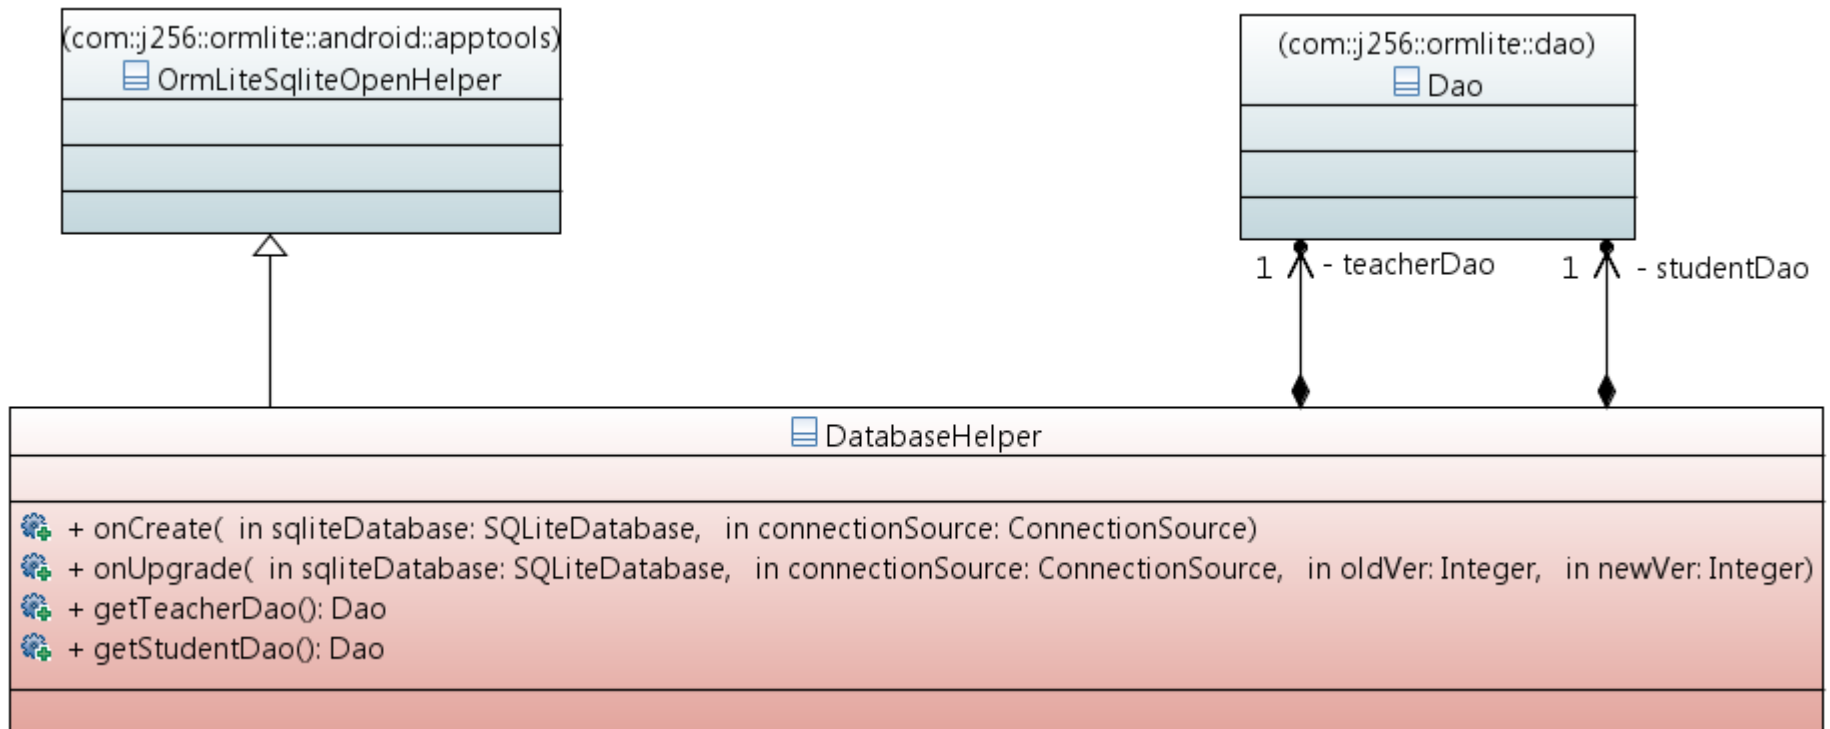 (com::j256::ormlite::android::apptools)
OrmLiteSqliteOpenHelper
(com::j256::ormlite::dao)
Dao
1
- teacherDao
1
- studentDao
DatabaseHelper
+ onCreate( in sqliteDatabase: SQLiteDatabase, in connectionSource: ConnectionSource)
+ onUpgrade( in sqliteDatabase: SQLiteDatabase, in connectionSource: ConnectionSource, in oldVer: Integer, in newVer: Integer)
+ getTeacherDao(): Dao
+ getStudentDao(): Dao